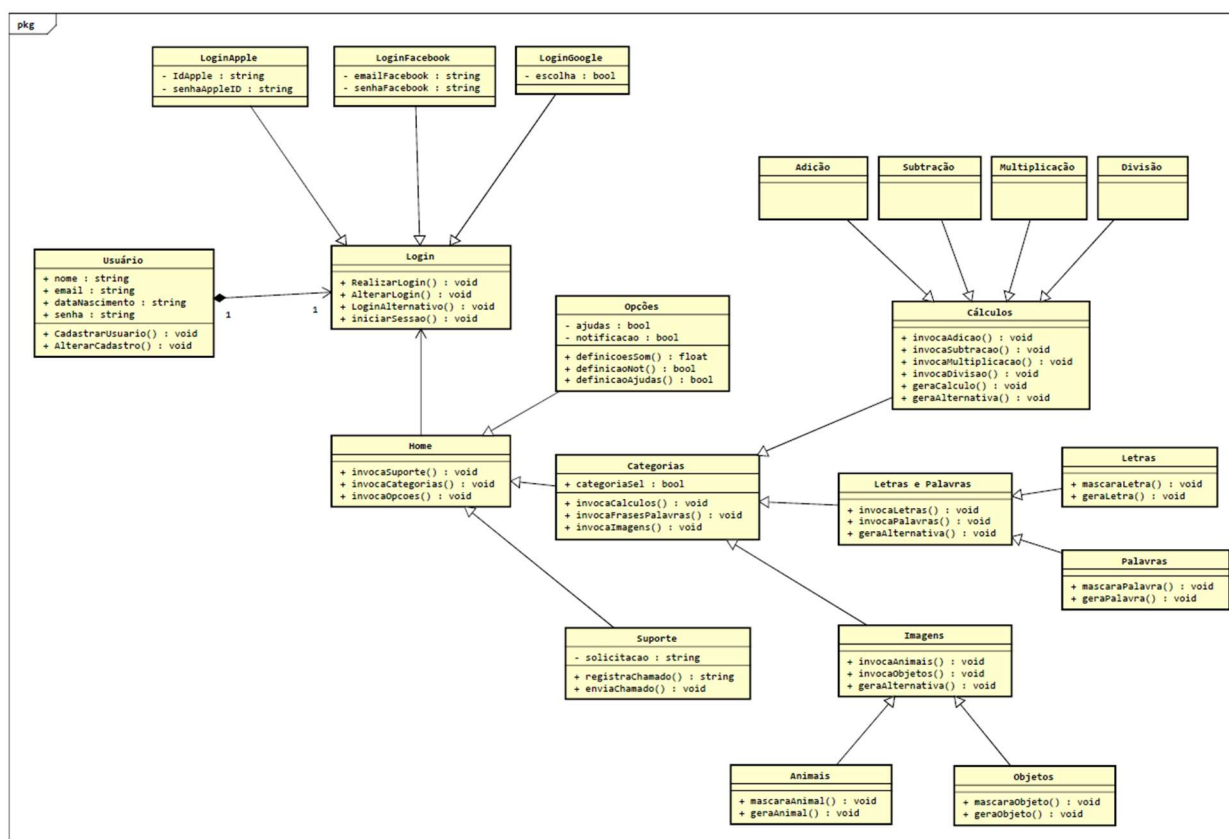 pkg
LoginApple
- IdApple : string
- senhaAppleID : string
LoginFacebook
- emailFacebook : string
- senhaFacebook : string
LoginGoogle
- escolha : bool
Adição
Subtração
Multiplicação
Divisão
Usuário
+ nome : string
+ email : string
+ dataNascimento : string
+ senha : string
+ CadastrarUsuario() : void
+ AlterarCadastro() : void
1
1
Login
+ RealizarLogin() : void
+ AlterarLogin() : void
+ LoginAlternativo() : void
+ iniciarSessao() : void
Opções
- ajudas : bool
- notificacao : bool
+ definicoesSom() : float
+ definicaoNot() : bool
+ definicaoAjudas() : bool
Cálculos
+ invocaAdicao() : void
+ invocaSubtracao() : void
+ invocaMultiplicacao() : void
+ invocaDivisao() : void
+ geraCalculo() : void
+ geraAlternativa() : void
Home
+ invocaSuporte() : void
+ invocaCategorias() : void
+ invocaOpcoes() : void
Categorias
+ categoriaSel : bool
+ invocaCalculos() : void
+ invocaFrasesPalavras() : void
+ invocaImagens() : void
Letras e Palavras
+ invocaLetras() : void
+ invocaPalavras() : void
+ geraAlternativa() : void
Letras
+ mascaraLetra() : void
+ geraLetra() : void
Palavras
+ mascaraPalavra() : void
+ geraPalavra() : void
Suporte
- solicitacao : string
+ registraChamado() : string
+ enviaChamado() : void
Imagens
+ invocaAnimais() : void
+ invocaObjetos() : void
+ geraAlternativa() : void
Animais
+ mascaraAnimal() : void
+ geraAnimal() : void
Objetos
+ mascaraObjeto() : void
+ geraObjeto() : void